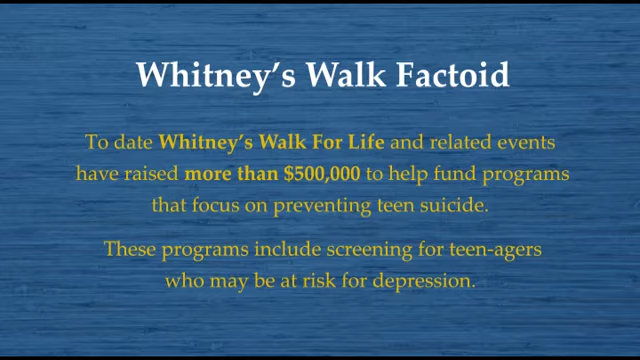 Whitney’s Walk Factoid
To date Whitney’s Walk For Life and related events
have raised more than $500,000 to help fund programs
that focus on preventing teen suicide.
These programs include screening for teen-agers
who may be at risk for depression.